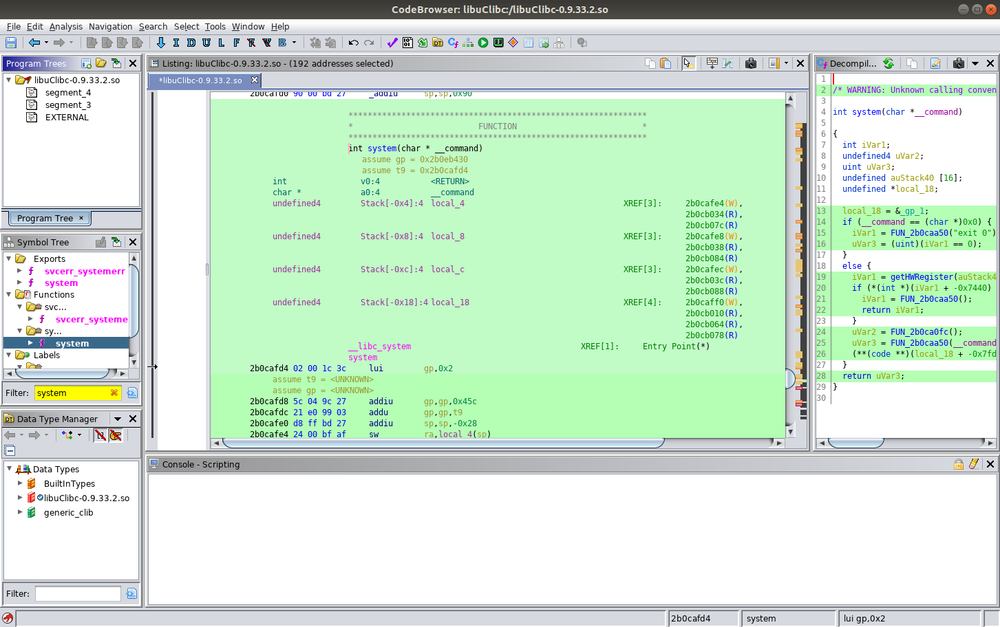 CodeBrowser: libuClibc:/libuClibc-0.9.33.2.so
File Edit Analysis Navigation Search Select Tools Window Help
I D U L F R V B
Program Trees
libuClibc-0.9.33.2.so
segment_4
segment_3
EXTERNAL
Program Tree ×
Symbol Tree
Exports
svcerr_systemerr
system
Functions
svc...
svcerr_systeme
sy...
system
Labels
Filter: system
Data Type Manager
Data Types
BuiltInTypes
libuClibc-0.9.33.2.so
generic_clib
Filter:
Listing: libuClibc-0.9.33.2.so - (192 addresses selected)
*libuClibc-0.9.33.2.so
2b0cafd0 90 00 bd 27 _addiu sp,sp,0x90
**************************************************************
* FUNCTION *
**************************************************************
int system(char * __command)
assume gp = 0x2b0eb430
assume t9 = 0x2b0cafd4
int v0:4 <RETURN>
char * a0:4 __command
undefined4 Stack[-0x4]:4 local_4 XREF[3]: 2b0cafe4(W),
2b0cb034(R),
2b0cb07c(R)
undefined4 Stack[-0x8]:4 local_8 XREF[3]: 2b0cafe8(W),
2b0cb038(R),
2b0cb084(R)
undefined4 Stack[-0xc]:4 local_c XREF[3]: 2b0cafec(W),
2b0cb03c(R),
2b0cb088(R)
undefined4 Stack[-0x18]:4 local_18 XREF[4]: 2b0caff0(W),
2b0cb010(R),
2b0cb064(R),
2b0cb078(R)
__libc_system XREF[1]: Entry Point(*)
system
2b0cafd4 02 00 1c 3c lui gp,0x2
assume t9 = <UNKNOWN>
assume gp = <UNKNOWN>
2b0cafd8 5c 04 9c 27 addiu gp,gp,0x45c
2b0cafdc 21 e0 99 03 addu gp,gp,t9
2b0cafe0 d8 ff bd 27 addiu sp,sp,-0x28
2b0cafe4 24 00 bf af sw ra,local_4(sp)
Decompil...
1
2 /* WARNING: Unknown calling conven
3
4 int system(char *__command)
5
6 {
7 int iVar1;
8 undefined4 uVar2;
9 uint uVar3;
10 undefined auStack40 [16];
11 undefined *local_18;
12
13 local_18 = &_gp_1;
14 if (__command == (char *)0x0) {
15 iVar1 = FUN_2b0caa50("exit 0")
16 uVar3 = (uint)(iVar1 == 0);
17 }
18 else {
19 iVar1 = getHWRegister(auStack4
20 if (*(int *)(iVar1 + -0x7440)
21 iVar1 = FUN_2b0caa50();
22 return iVar1;
23 }
24 uVar2 = FUN_2b0ca0fc();
25 uVar3 = FUN_2b0caa50(__command
26 (**(code **)(local_18 + -0x7fd
27 }
28 return uVar3;
29 }
30
Console - Scripting
2b0cafd4 system lui gp,0x2